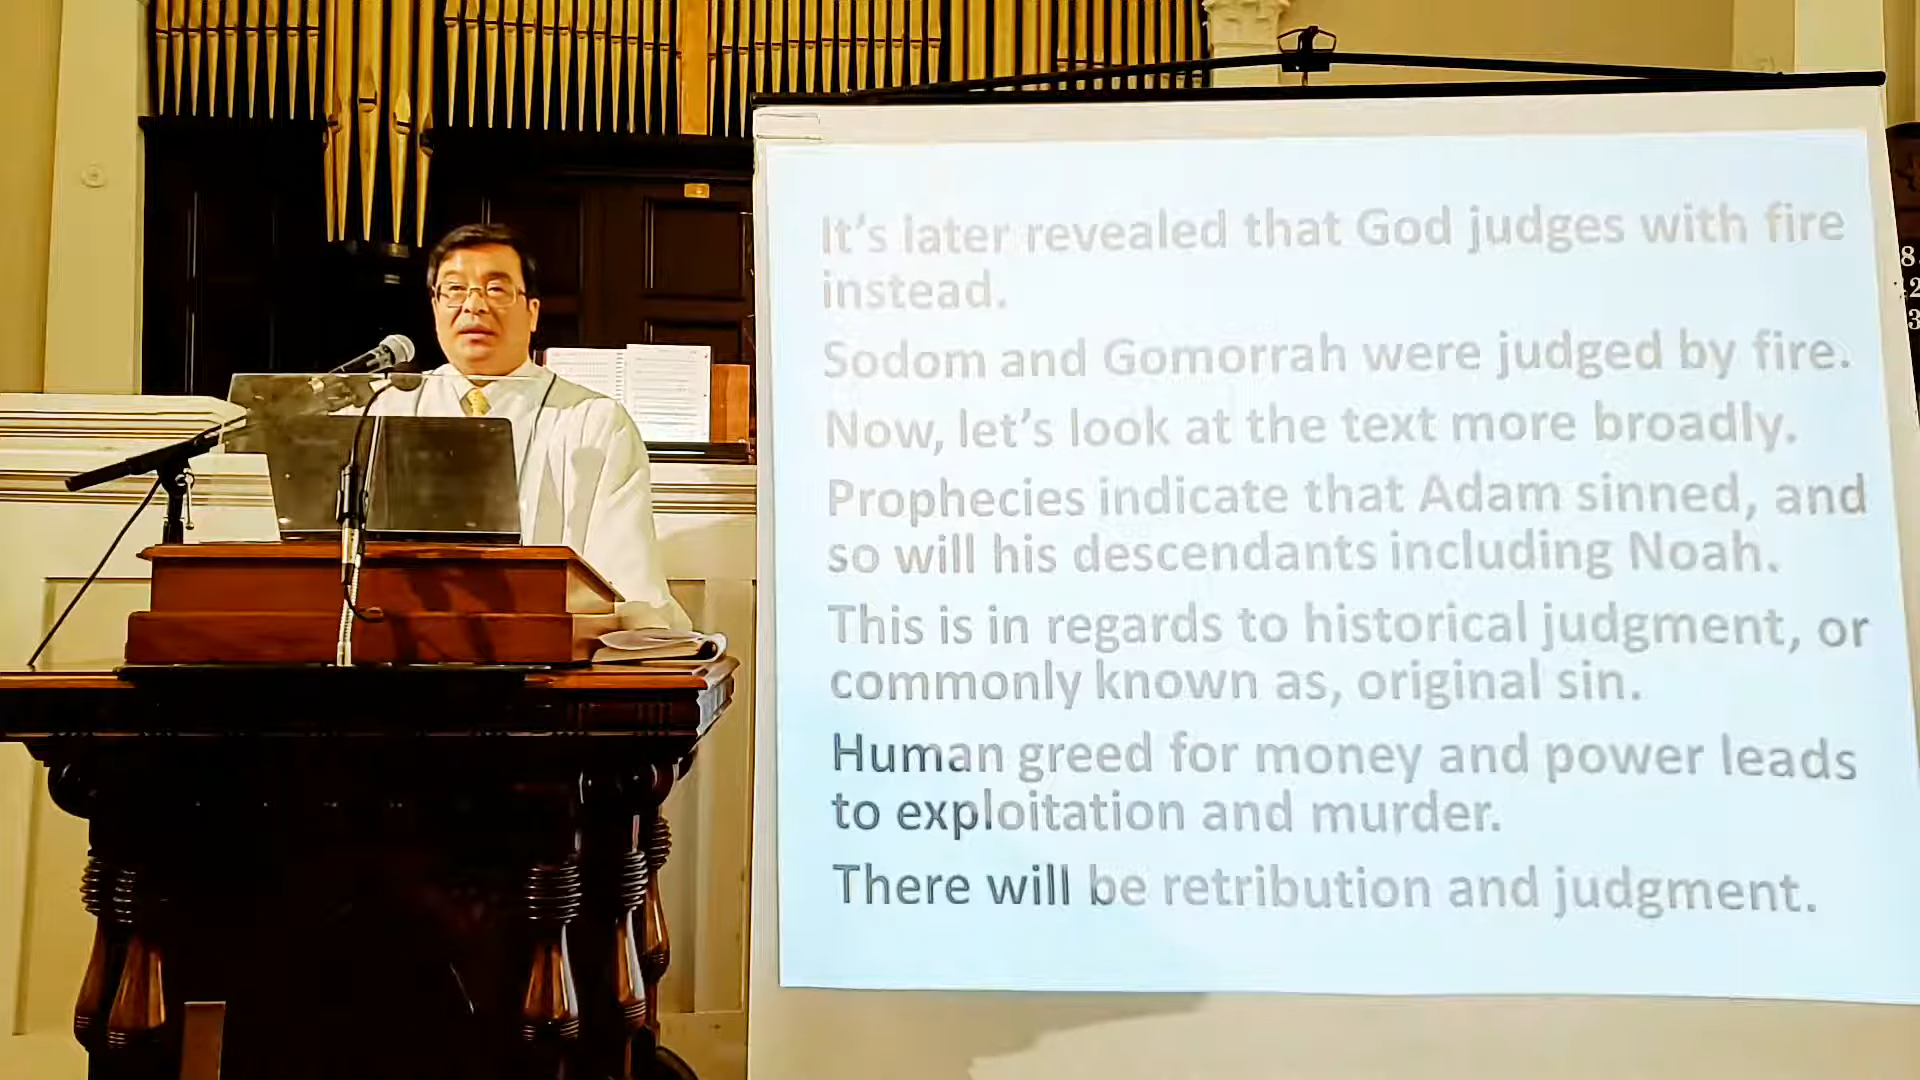 It's later revealed that God judges with fire
instead.
Sodom and Gomorrah were judged by fire.
Now, let's look at the text more broadly.
Prophecies indicate that Adam sinned, and
so will his descendants including Noah.
This is in regards to historical judgment, or
commonly known as, original sin.
Human greed for money and power leads
to exploitation and murder.
There will be retribution and judgment.
8
2
3